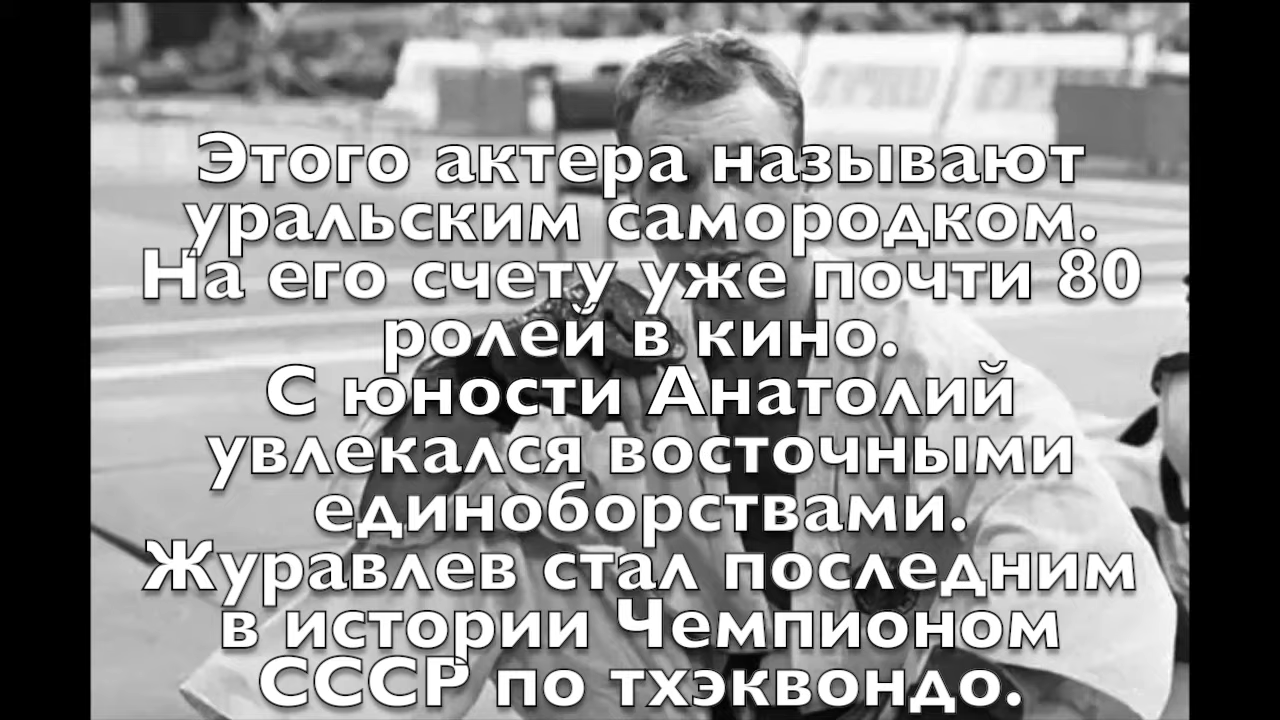 Этого актера называют
уральским самородком.
На его счету уже почти 80
ролей в кино.
С юности Анатолий
увлекался восточными
единоборствами.
Журавлев стал последним
в истории Чемпионом
СССР по тхэквондо.